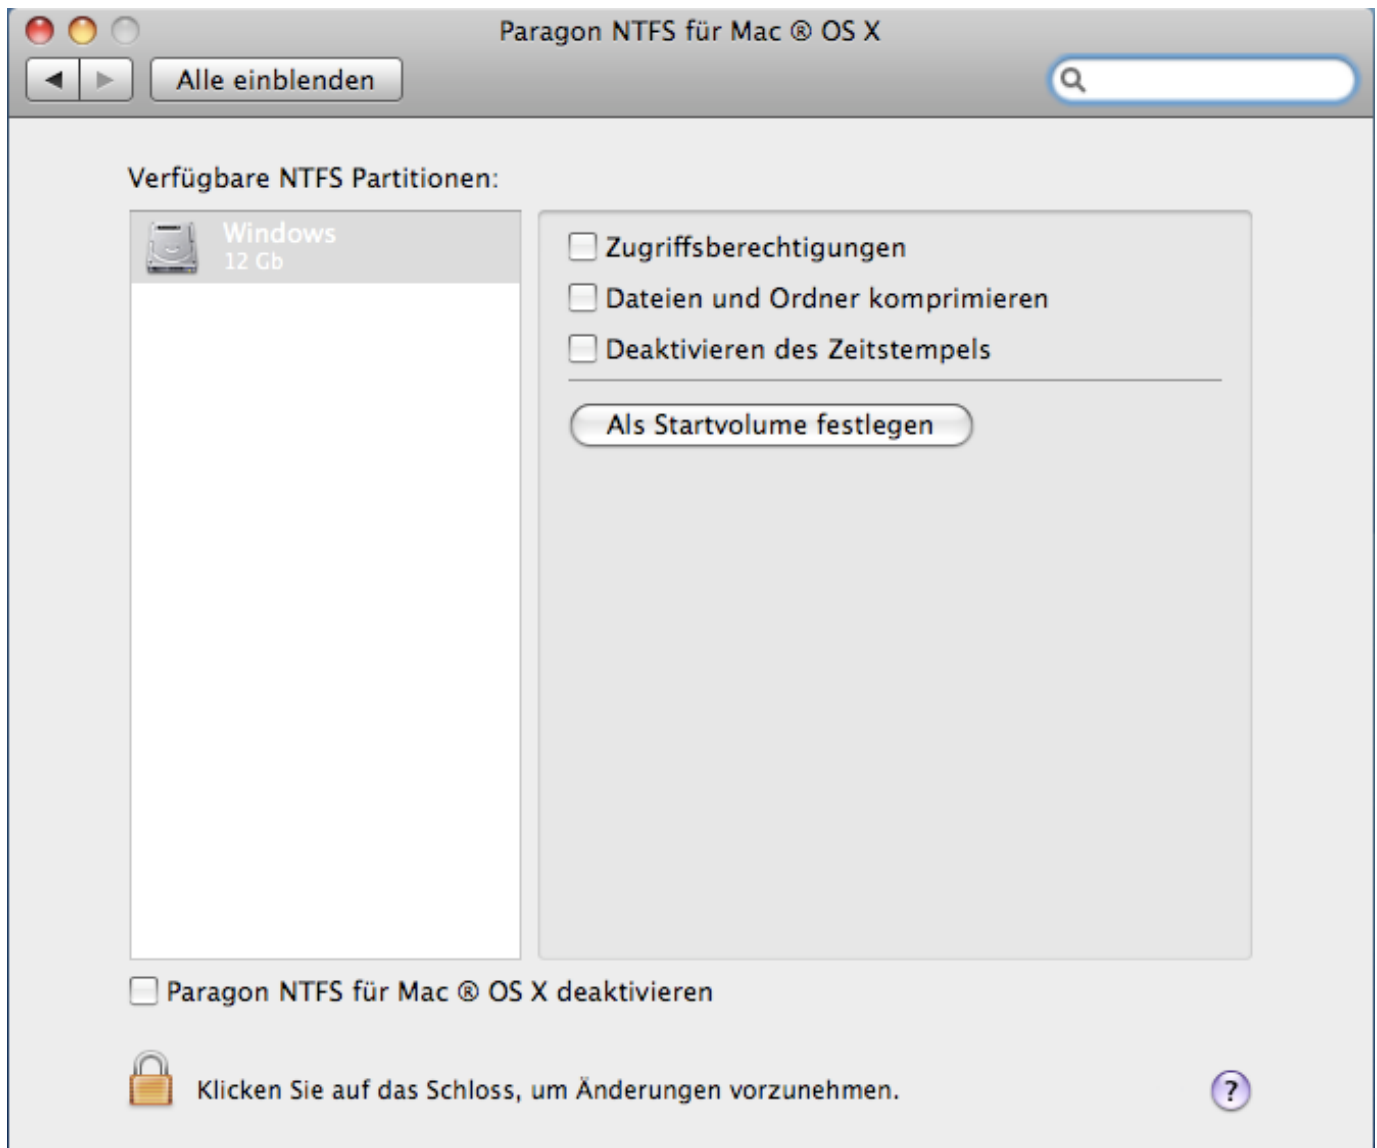 Paragon NTFS für Mac ® OS X
Alle einblenden
Verfügbare NTFS Partitionen:
Windows
12 Gb
Zugriffsberechtigungen
Dateien und Ordner komprimieren
Deaktivieren des Zeitstempels
Als Startvolume festlegen
Paragon NTFS für Mac ® OS X deaktivieren
Klicken Sie auf das Schloss, um Änderungen vorzunehmen.
?